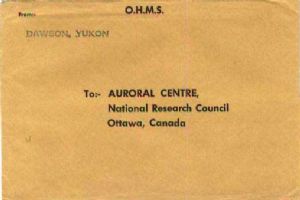 O.H.M.S.
From:
DAWSON, YUKON
To:- AURORAL CENTRE,
National Research Council
Ottawa, Canada